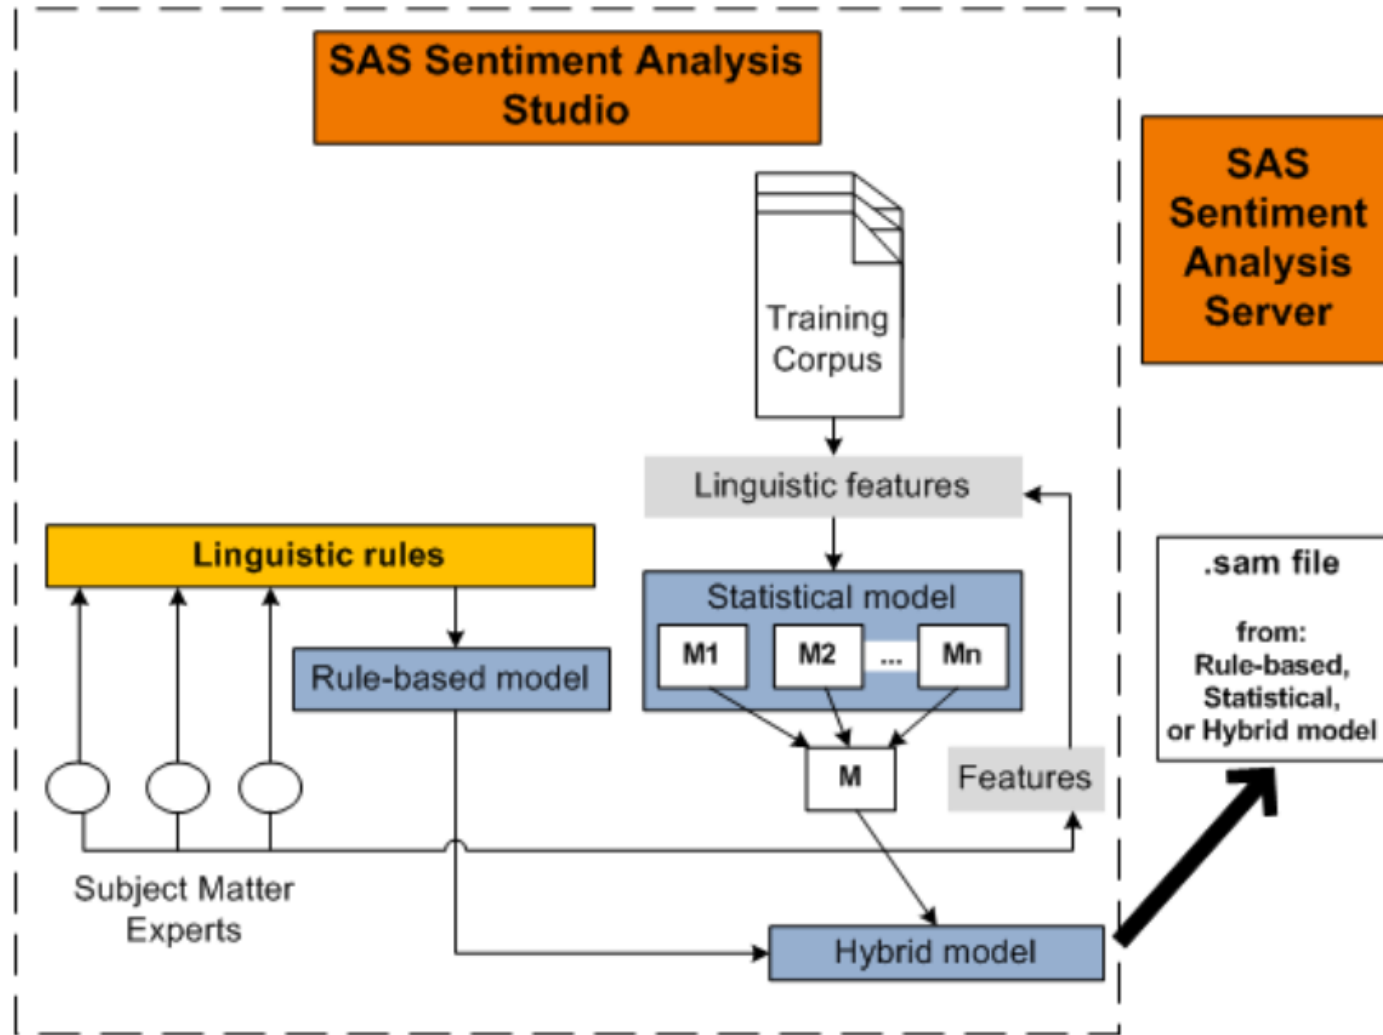 SAS Sentiment Analysis
Studio
SAS
Sentiment
Analysis
Server
Training
Corpus
Linguistic features
Linguistic rules
Statistical model
M1
M2
...
Mn
Rule-based model
M
Features
.sam file
from:
Rule-based,
Statistical,
or Hybrid model
Subject Matter
Experts
Hybrid model